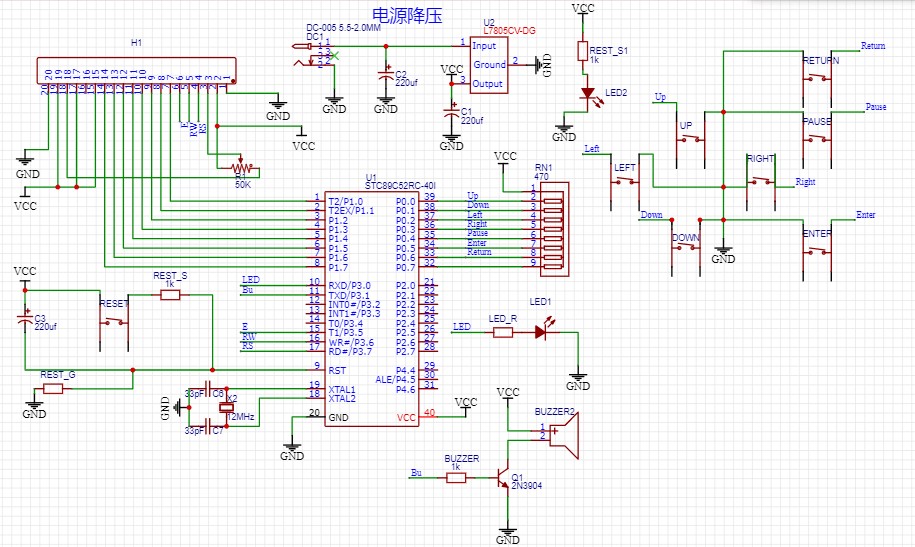 电源降压
H1
20 19 18 17 16 15 14 13 12 11 10 9 8 7 6 5 4 3 2 1
E
RW
RS
GND
VCC
GND
VCC
50K
DC-005 5.5-2.0MM
DC1
GND
C2
220uf
GND
U2
L7805CV-DG
1 Input
Ground 2
3 Output
GND
VCC
C1
220uf
GND
VCC
REST_S1
1k
LED2
GND
RETURN
Return
PAUSE
Pause
Up
UP
Left
LEFT
RIGHT
Right
Down
DOWN
GND
ENTER
Enter
U1
STC89C52RC-40I
1 T2/P1.0
2 T2EX/P1.1
3 P1.2
4 P1.3
5 P1.4
6 P1.5
7 P1.6
8 P1.7
LED
10 RXD/P3.0
Bu
11 TXD/P3.1
12 INT0#/P3.2
13 INT1#/P3.3
14 T0/P3.4
E
15 T1/P3.5
RW
16 WR#/P3.6
RS
17 RD#/P3.7
9 RST
19 XTAL1
18 XTAL2
20 GND
P0.0 39 Up
P0.1 38 Down
P0.2 37 Left
P0.3 36 Right
P0.4 35 Pause
P0.5 34 Enter
P0.6 33 Return
P0.7 32
P2.0 21
P2.1 22
P2.2 23
P2.3 24
P2.4 25
P2.5 26
P2.6 27
P2.7 28
P4.4 29
ALE/P4.5 30
P4.6 31
VCC 40
VCC
VCC
RN1
470
1
2
3
4
5
6
7
8
9
VCC
C3
220uf
RESET
REST_S
1k
REST_G
GND
GND
33pF C6
X2
12MHz
33pF C7
GND
LED
LED_R
LED1
GND
VCC
BUZZER2
1
2
Bu
BUZZER
1k
Q1
2N3904
GND